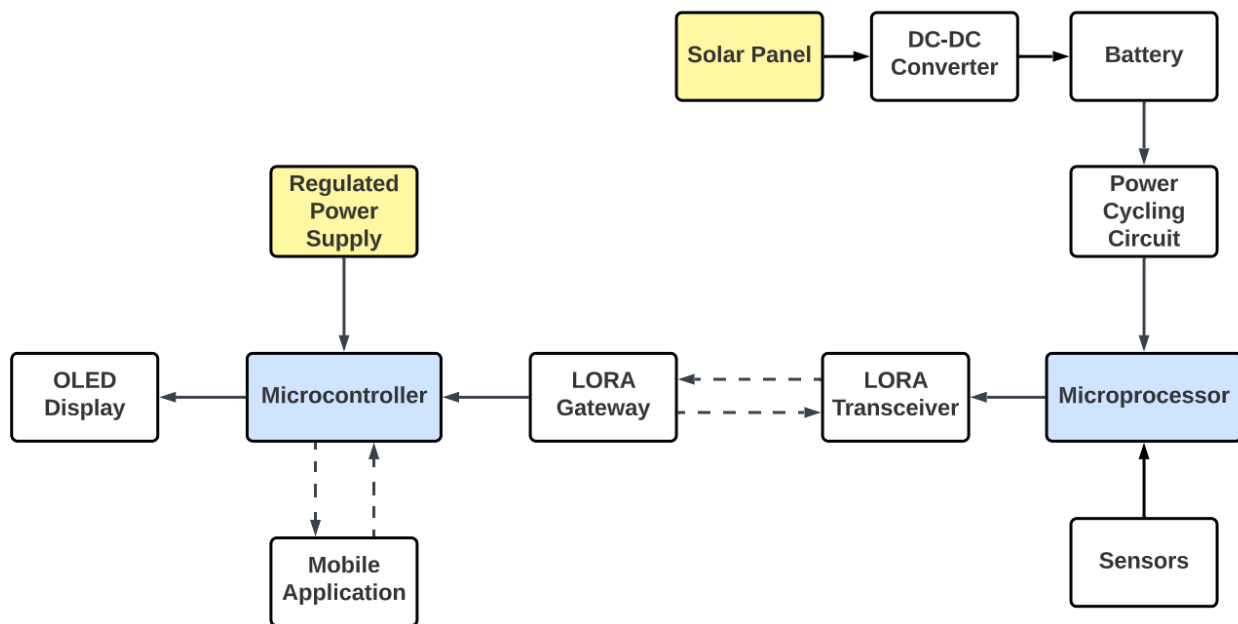 Solar Panel
DC-DC
Converter
Battery
Regulated
Power
Supply
Power
Cycling
Circuit
OLED
Display
Microcontroller
LORA
Gateway
LORA
Transceiver
Microprocessor
Mobile
Application
Sensors